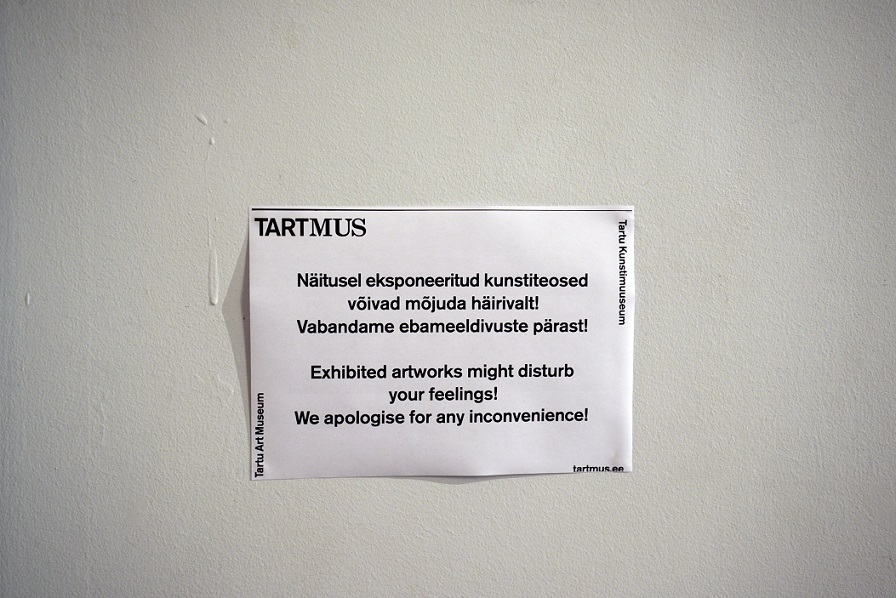 TARTMUS
Tartu Kunstimuuseum
Näitusel eksponeeritud kunstiteosed
võivad mõjuda häirivalt!
Vabandame ebameeldivuste pärast!
Exhibited artworks might disturb
your feelings!
We apologise for any inconvenience!
Tartu Art Museum
tartmus.ee